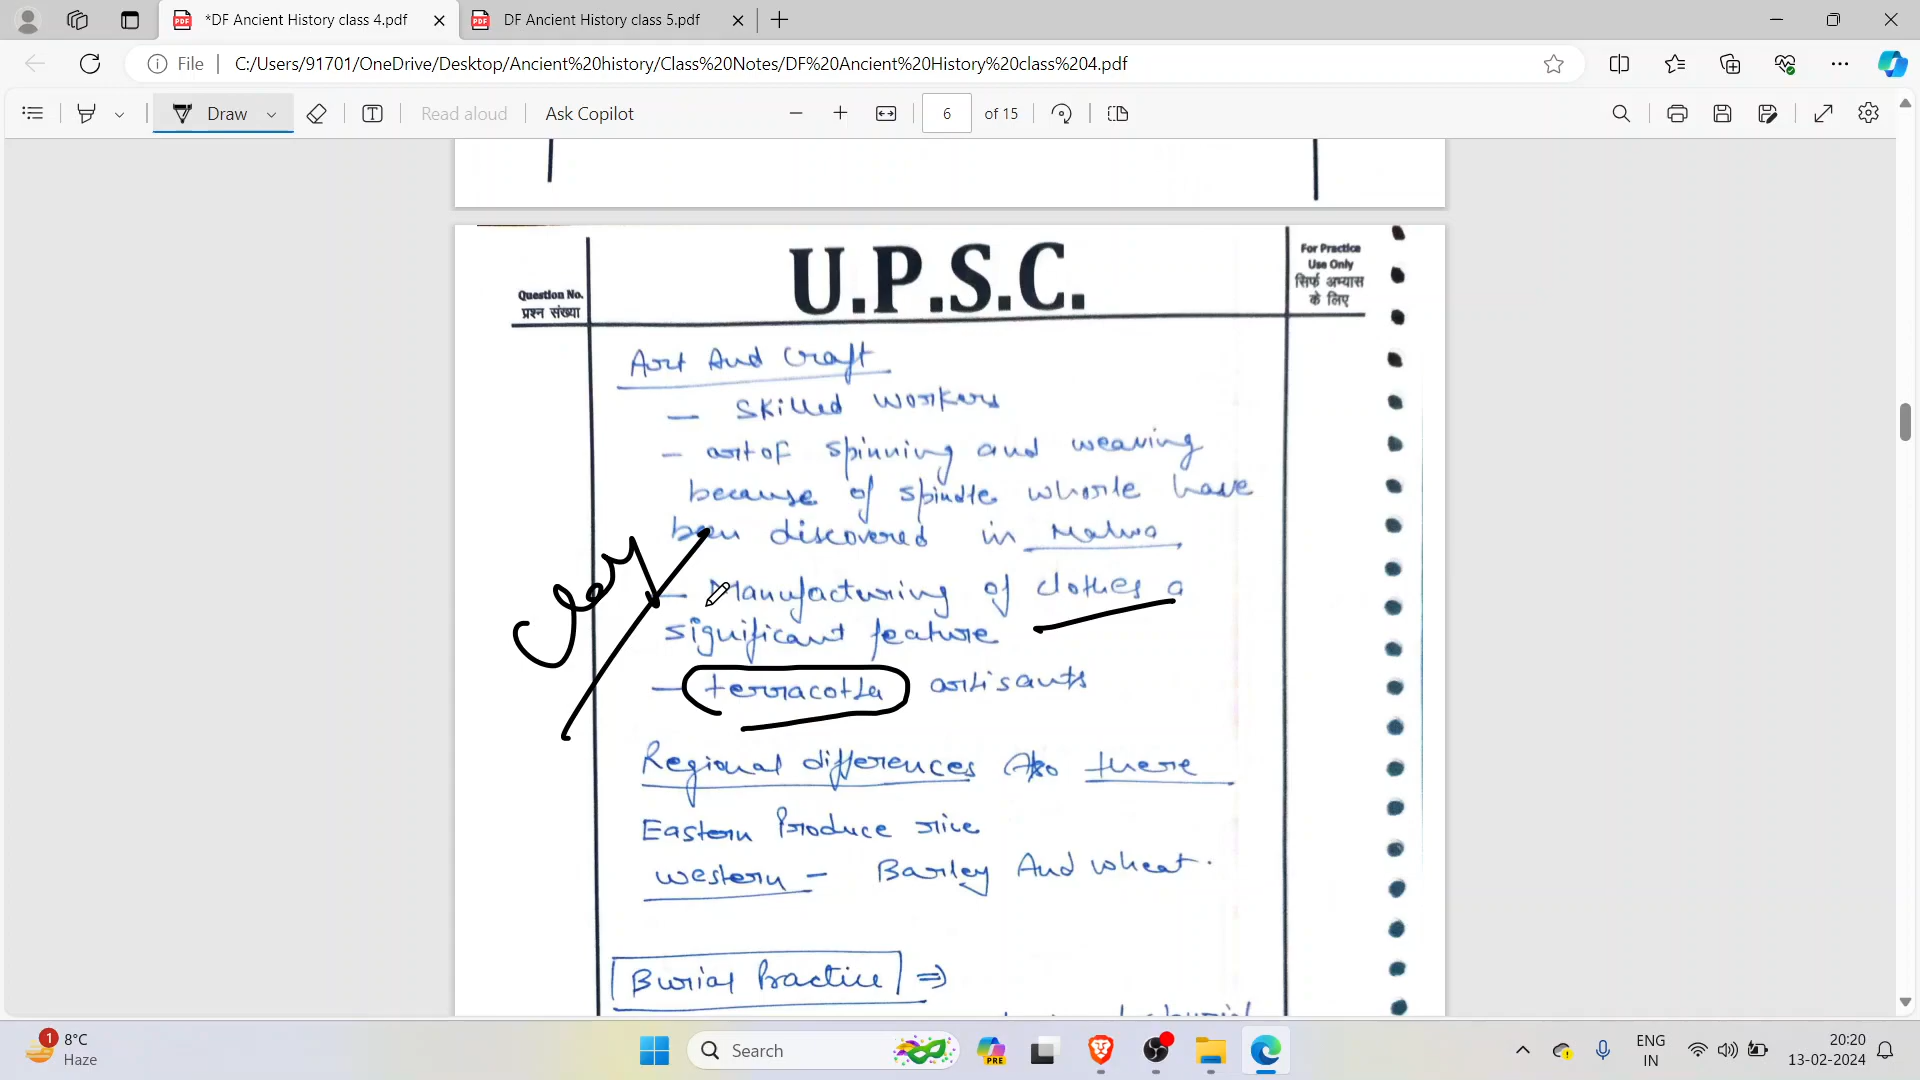 *DF Ancient History class 4.pdf
DF Ancient History class 5.pdf
File
C:/Users/91701/OneDrive/Desktop/Ancient%20history/Class%20Notes/DF%20Ancient%20History%20class%204.pdf
Draw
Read aloud
Ask Copilot
6 of 15
U.P.S.C.
For Practice
Use Only
सिर्फ अभ्यास
के लिए
Question No.
प्रश्न संख्या
Art And Craft
— Skilled workers
— art of spinning and weaving
because of spindle whorle have
been discovered in Malwa
— Manufacturing of clothes a
significant feature
— terracotta artisants
Clay
Regional differences Also there
Eastern Produce rice
Western — Barley And wheat.
Burial Practice ⇒
1
8°C
Haze
Search
PRE
ENG
IN
20:20
13-02-2024